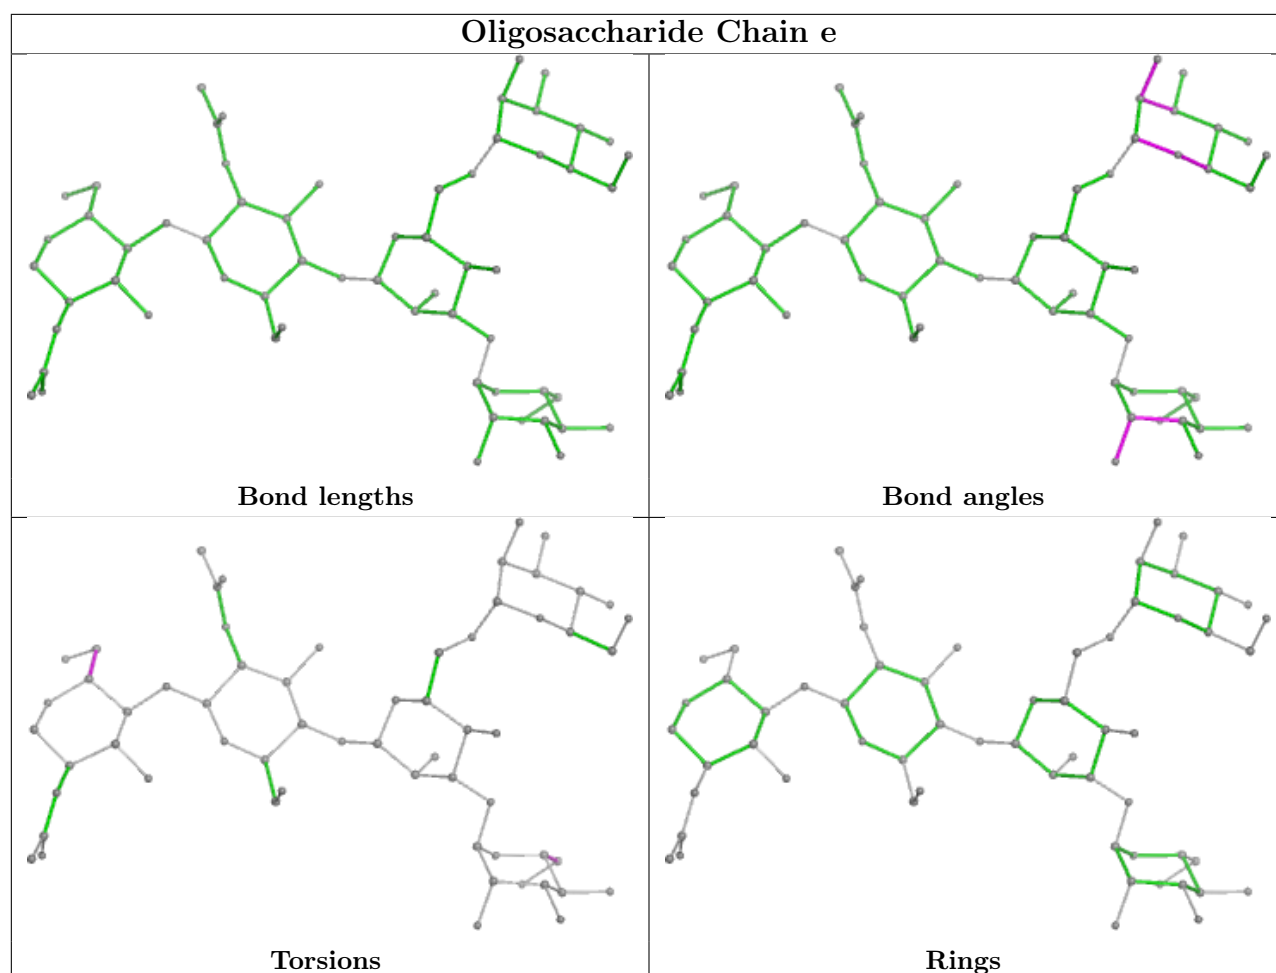 Oligosaccharide Chain e
Bond lengths
Bond angles
Torsions
Rings